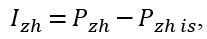 I_zh = P_zh − P_zh is,